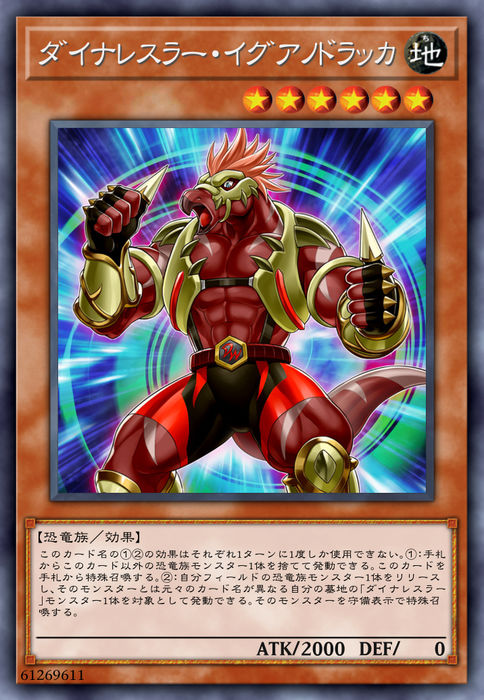 ダイナレスラー・イグアノドラッカ
地
ち
【恐竜族／効果】
このカード名の①②の効果はそれぞれ1ターンに1度しか使用できない。①：手札
からこのカード以外の恐竜族モンスター1体を捨てて発動できる。このカードを
手札から特殊召喚する。②：自分フィールドの恐竜族モンスター1体をリリース
し、そのモンスターとは元々のカード名が異なる自分の墓地の「ダイナレスラー
」モンスター1体を対象として発動できる。そのモンスターを守備表示で特殊召
喚する。
ATK/2000 DEF/ 0
61269611